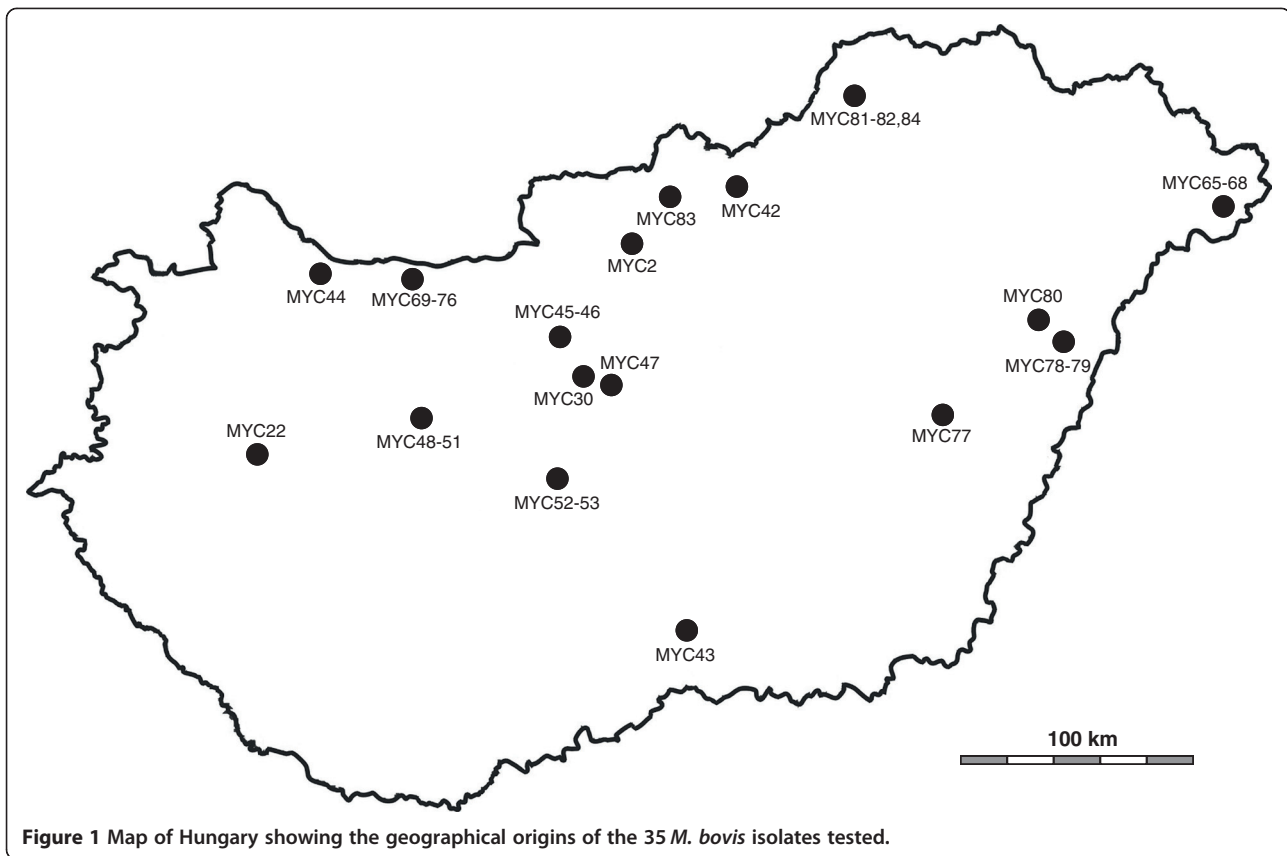 MYC81-82,84
MYC65-68
MYC42
MYC83
MYC2
MYC44
MYC69-76
MYC80
MYC45-46
MYC78-79
MYC47
MYC30
MYC77
MYC22
MYC48-51
MYC52-53
MYC43
100 km
Figure 1 Map of Hungary showing the geographical origins of the 35 M. bovis isolates tested.